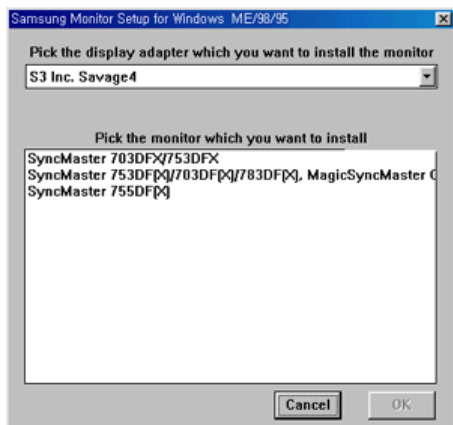 Samsung Monitor Setup for Windows ME/98/95
Pick the display adapter which you want to install the monitor
S3 Inc. Savage4
Pick the monitor which you want to install
SyncMaster 703DFX/753DFX
SyncMaster 753DF[X]/703DF[X]/783DF[X], MagicSyncMaster
SyncMaster 755DF[X]
Cancel
OK